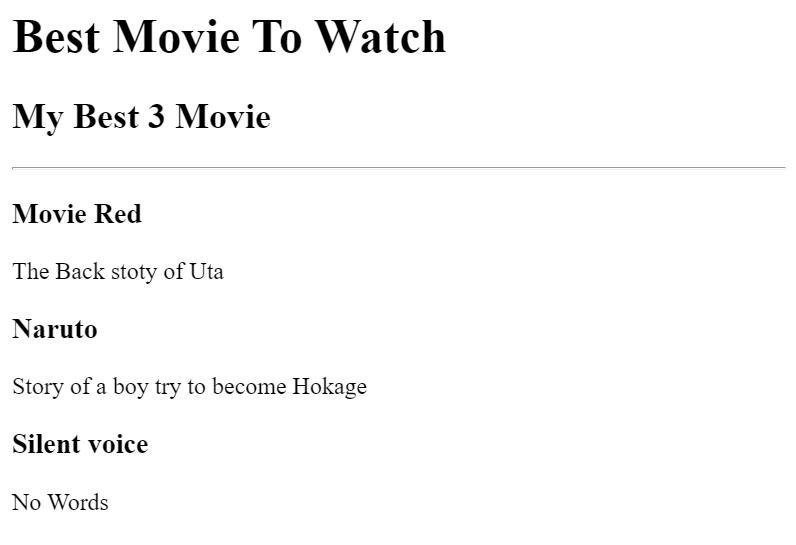 Best Movie To Watch
My Best 3 Movie
Movie Red
The Back stoty of Uta
Naruto
Story of a boy try to become Hokage
Silent voice
No Words